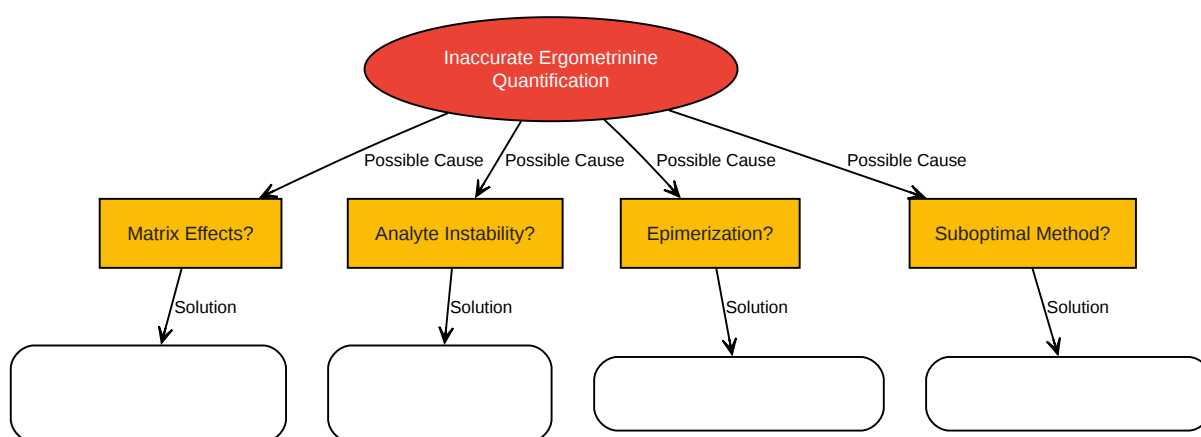 Inaccurate Ergometrinine
Quantification
Possible Cause
Possible Cause
Possible Cause
Possible Cause
Matrix Effects?
Analyte Instability?
Epimerization?
Suboptimal Method?
Solution
Solution
Solution
Solution